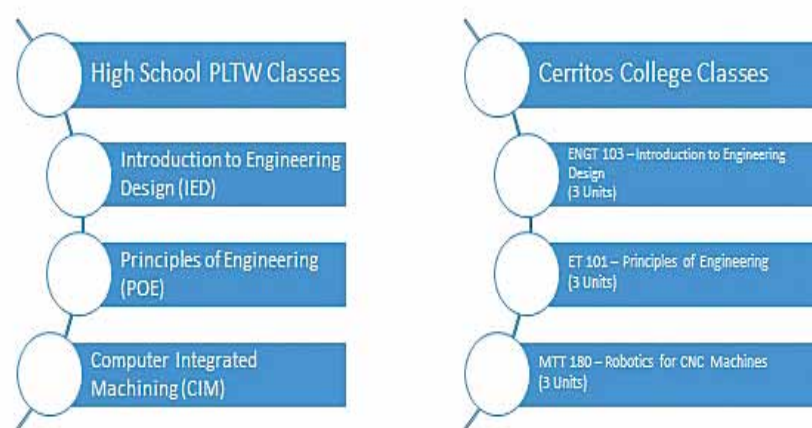 High School PLTW Classes
Introduction to Engineering
Design (IED)
Principles of Engineering
(POE)
Computer Integrated
Machining (CIM)
Cerritos College Classes
ENGT 103 – Introduction to Engineering
Design
(3 Units)
ET 101 – Principles of Engineering
(3 Units)
MTT 180 – Robotics for CNC Machines
(3 Units)